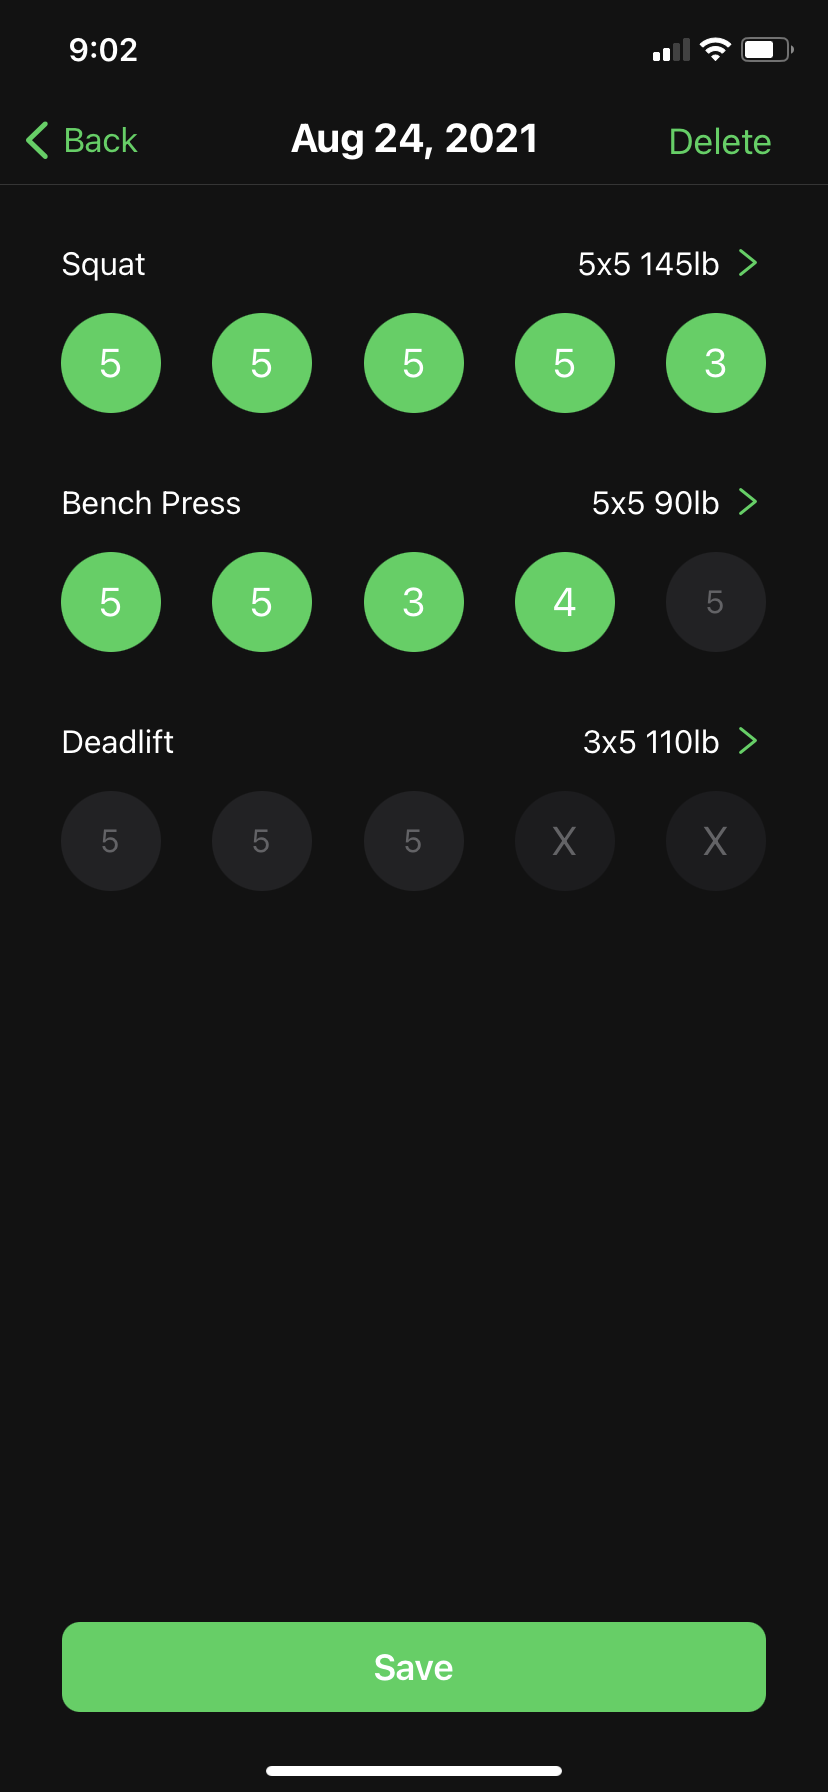 9:02
Back Aug 24, 2021 Delete
Squat 5x5 145lb
5 5 5 5 3
Bench Press 5x5 90lb
5 5 3 4 5
Deadlift 3x5 110lb
5 5 5 X X
Save